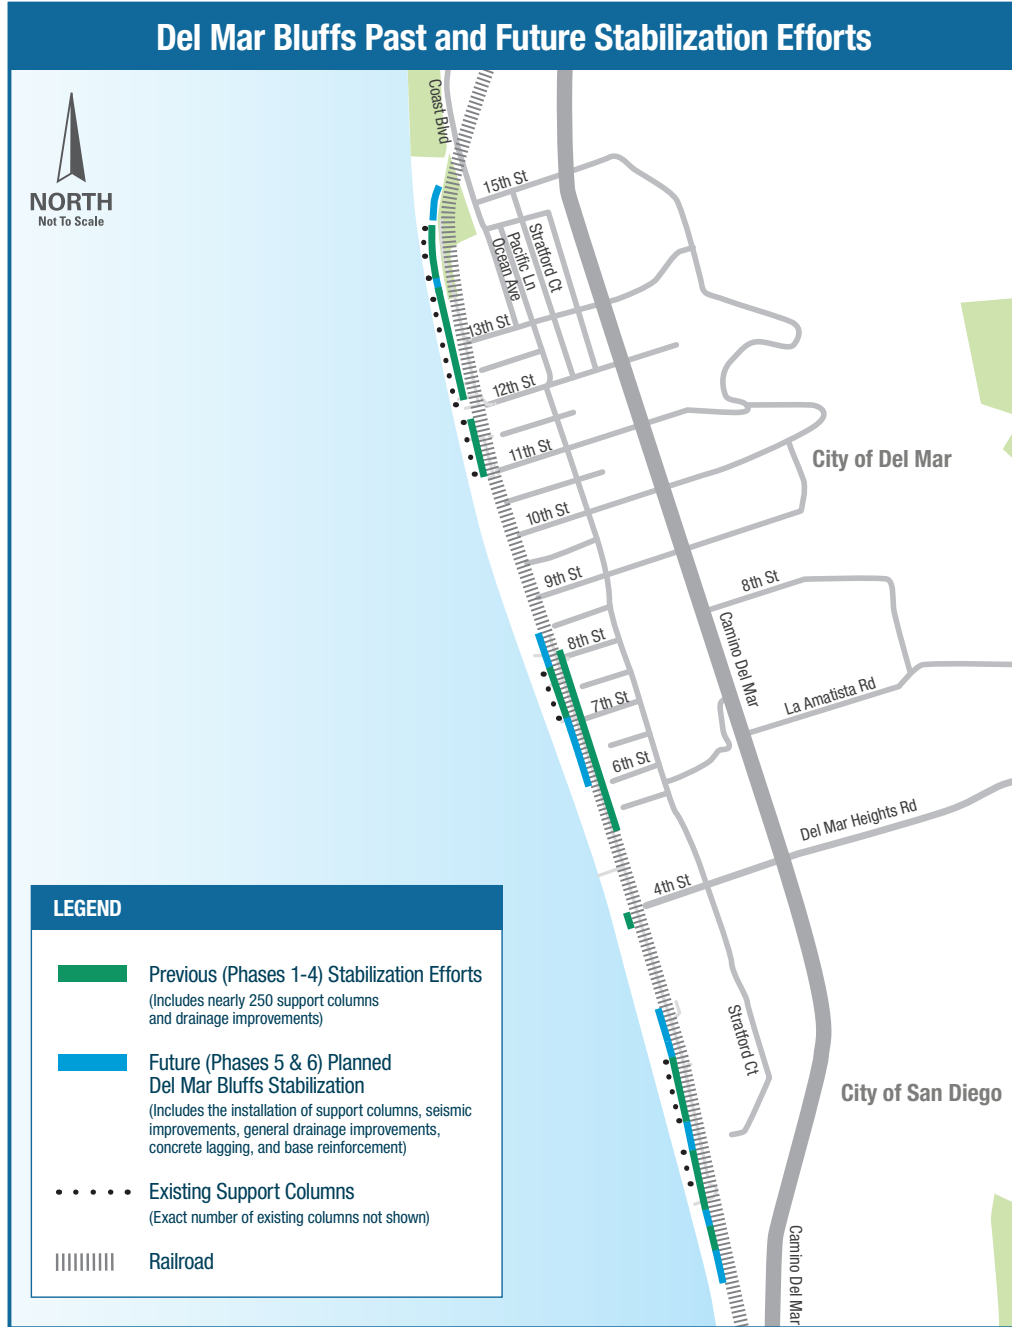 Del Mar Bluffs Past and Future Stabilization Efforts
NORTH
Not To Scale
Coast Blvd
15th St
Stratford Ct
Pacific Ln
Ocean Ave
13th St
12th St
11th St
City of Del Mar
10th St
9th St
8th St
8th St
Camino Del Mar
7th St
La Amatista Rd
6th St
Del Mar Heights Rd
4th St
Stratford Ct
City of San Diego
Camino Del Mar
LEGEND
Previous (Phases 1-4) Stabilization Efforts
(Includes nearly 250 support columns
and drainage improvements)
Future (Phases 5 & 6) Planned
Del Mar Bluffs Stabilization
(Includes the installation of support columns, seismic
improvements, general drainage improvements,
concrete lagging, and base reinforcement)
Existing Support Columns
(Exact number of existing columns not shown)
Railroad